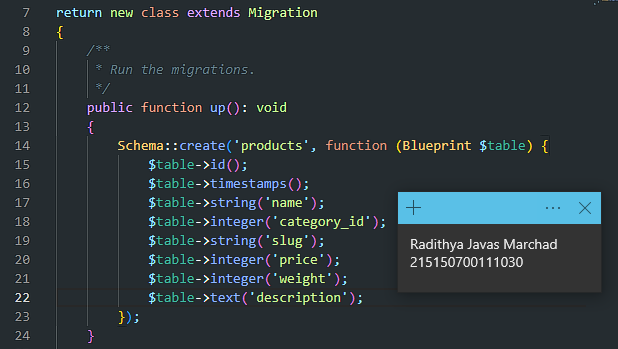 7 return new class extends Migration
8 {
9 /**
10 * Run the migrations.
11 */
12 public function up(): void
13 {
14 Schema::create('products', function (Blueprint $table) {
15 $table->id();
16 $table->timestamps();
17 $table->string('name');
18 $table->integer('category_id');
19 $table->string('slug');
20 $table->integer('price');
21 $table->integer('weight');
22 $table->text('description');
23 });
24 }
Radithya Javas Marchad
215150700111030